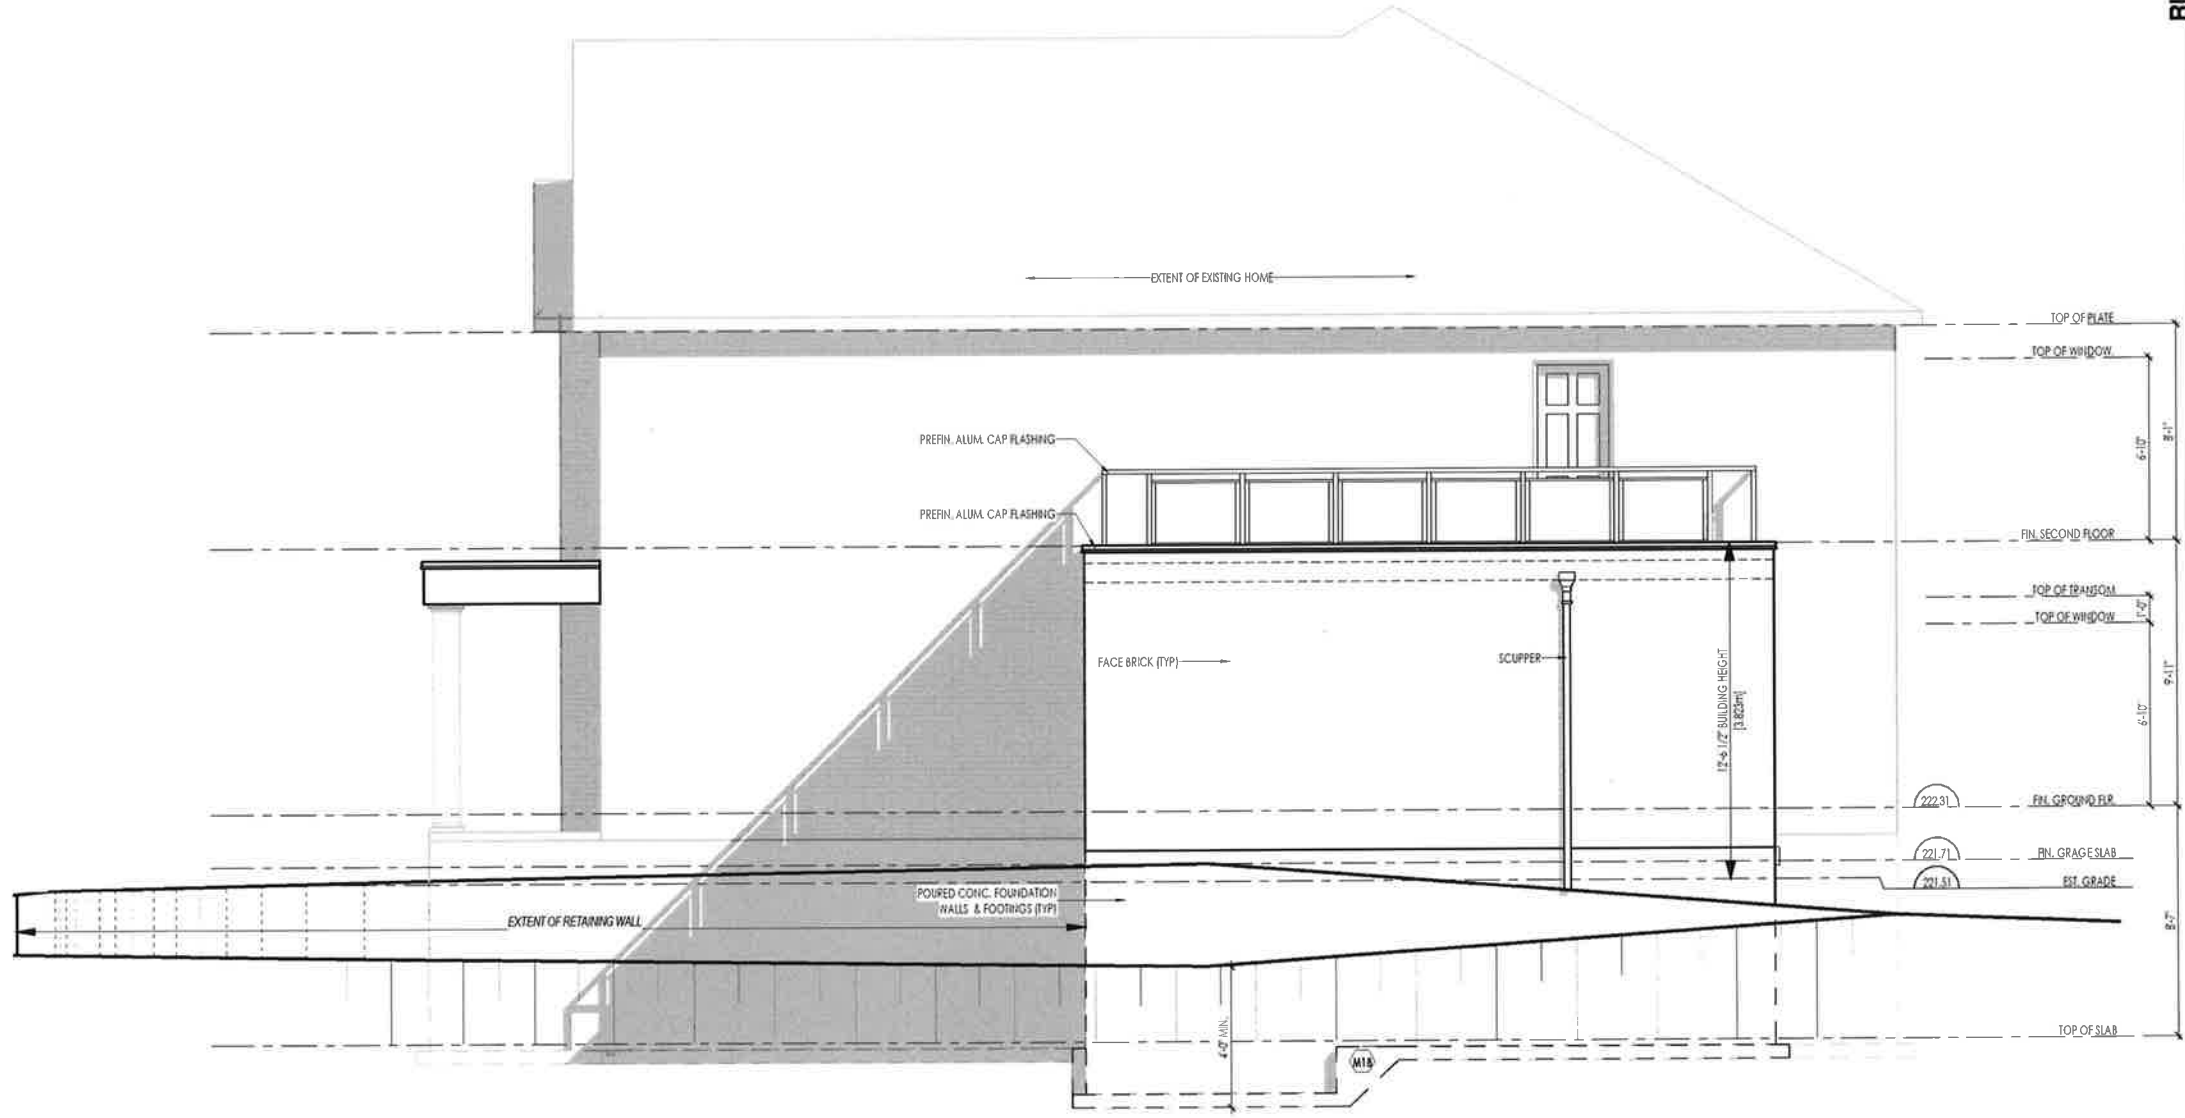 EXTENT OF EXISTING HOME
TOP OF PLATE
TOP OF WINDOW
PREFIN. ALUM. CAP FLASHING
6'-10"
8'-1"
PREFIN. ALUM. CAP FLASHING
FIN. SECOND FLOOR
TOP OF TRANSOM
1'-0"
TOP OF WINDOW
FACE BRICK (TYP)
SCUPPER
12'-6 1/2" BUILDING HEIGHT
[3.823m]
9'-11"
6'-10"
222.31
FIN. GROUND FLR.
221.71
FIN. GRAGE SLAB
221.51
EST. GRADE
POURED CONC. FOUNDATION
WALLS & FOOTINGS (TYP)
EXTENT OF RETAINING WALL
8'-7"
TOP OF SLAB
4'-0" MIN.
M18